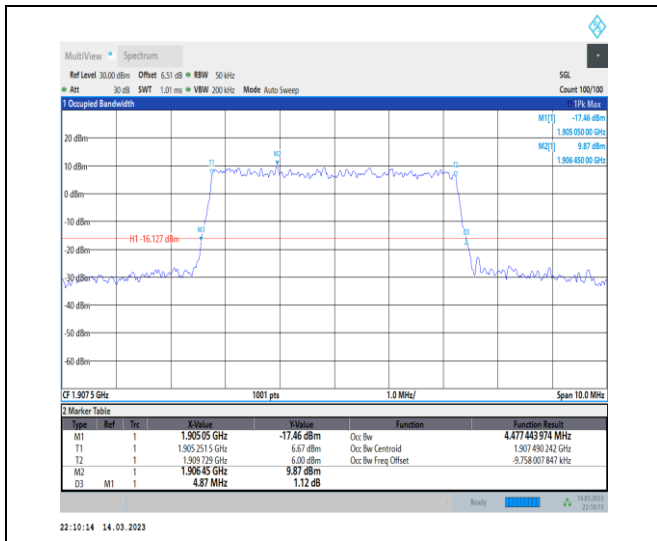 MultiView Spectrum
Ref Level 30.00 dBm Offset 6.51 dB RBW 50 kHz SGL
Att 30 dB SWT 1.01 ms VBW 200 kHz Mode Auto Sweep Count 100/100
1 Occupied Bandwidth 1Pk Max
M1[1] -17.46 dBm
1.905 050 00 GHz
20 dBm
M2[1] 9.87 dBm
1.906 450 00 GHz
M2
T1 T2
10 dBm
0 dBm
-10 dBm
M1 D3
H1 -16.127 dBm
-20 dBm
-30 dBm
-40 dBm
-50 dBm
-60 dBm
CF 1.907 5 GHz 1001 pts 1.0 MHz/ Span 10.0 MHz
2 Marker Table
Type Ref Trc X-Value Y-Value Function Function Result
M1 1 1.905 05 GHz -17.46 dBm Occ Bw 4.477 443 974 MHz
T1 1 1.905 251 5 GHz 6.67 dBm Occ Bw Centroid 1.907 490 242 GHz
T2 1 1.909 729 GHz 6.00 dBm Occ Bw Freq Offset -9.758 007 847 kHz
M2 1 1.906 45 GHz 9.87 dBm
D3 M1 1 4.87 MHz 1.12 dB
Ready 14.03.2023
22:10:13
22:10:14 14.03.2023